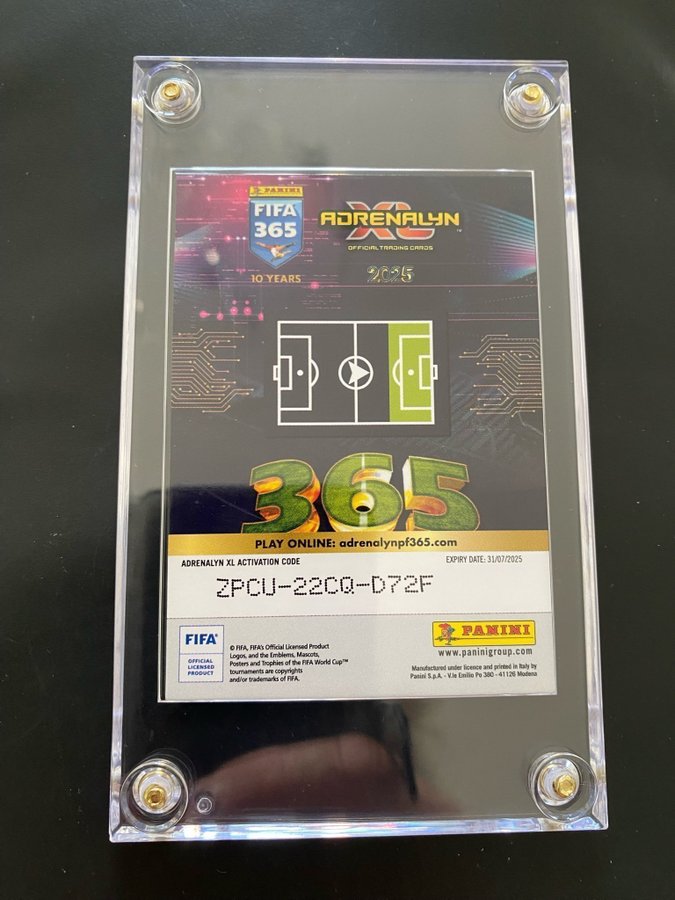 PANINI
FIFA
365
10 YEARS
ADRENALYN
XL™
OFFICIAL TRADING CARDS
2025
365
PLAY ONLINE: adrenalynpf365.com
ADRENALYN XL ACTIVATION CODE
EXPIRY DATE: 31/07/2025
ZPCU-22CQ-D72F
FIFA®
OFFICIAL
LICENSED
PRODUCT
© FIFA, FIFA's Official Licensed Product
Logos, and the Emblems, Mascots,
Posters and Trophies of the FIFA World Cup™
tournaments are copyrights
and/or trademarks of FIFA.
PANINI
www.paninigroup.com
Manufactured under licence and printed in Italy by
Panini S.p.A. - V.le Emilio Po 380 - 41126 Modena